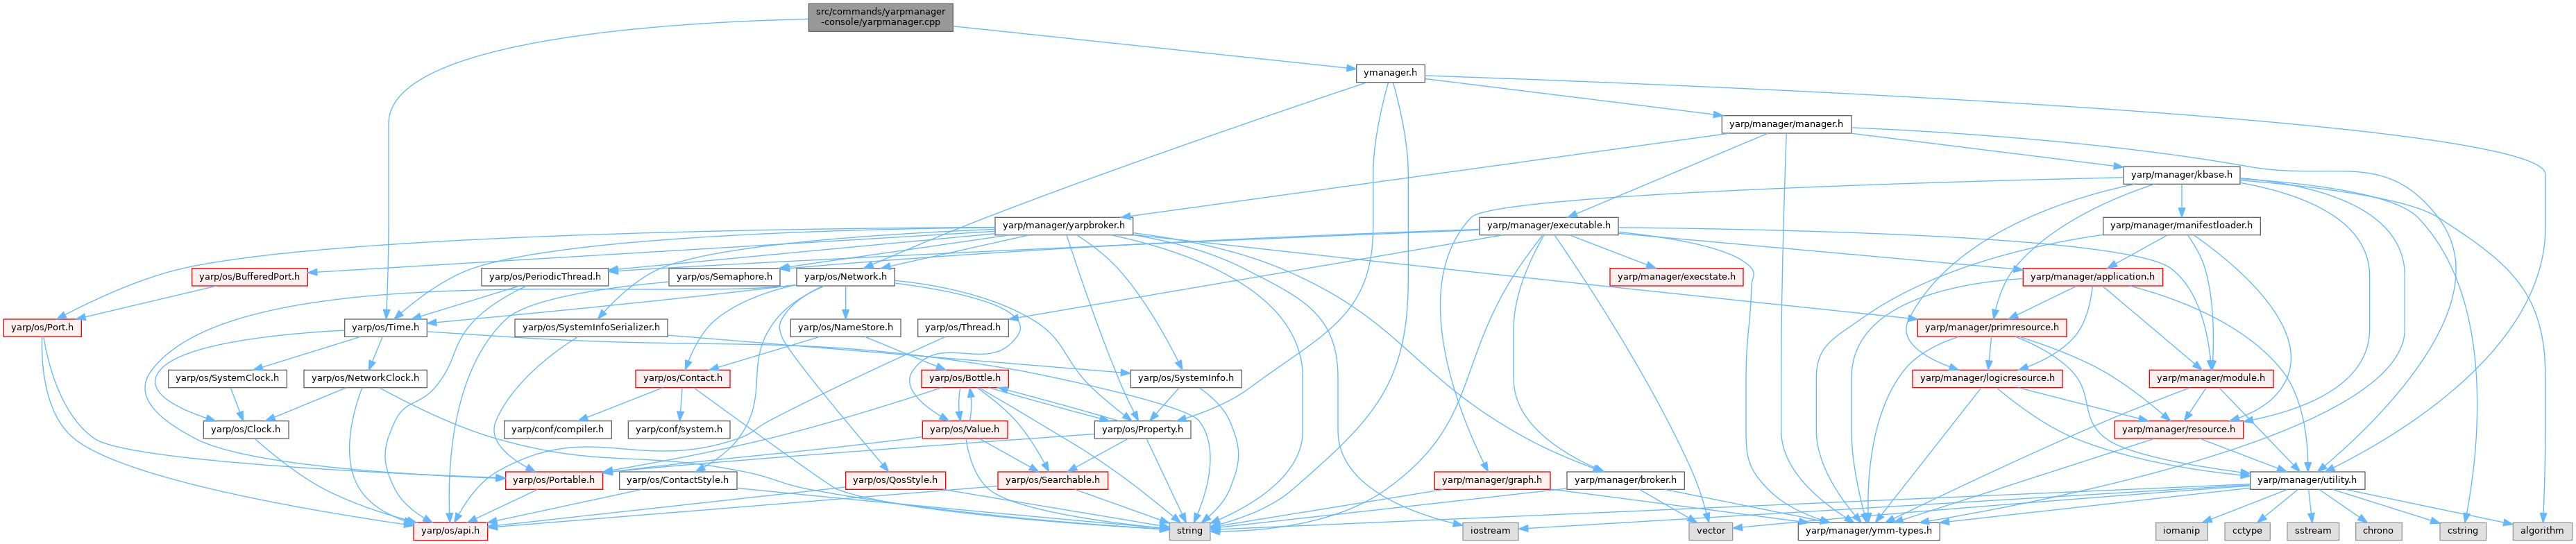 src/commands/yarpmanager
-console/yarpmanager.cpp
ymanager.h
yarp/manager/manager.h
yarp/manager/kbase.h
yarp/manager/yarpbroker.h
yarp/manager/executable.h
yarp/manager/manifestloader.h
yarp/os/BufferedPort.h
yarp/os/PeriodicThread.h
yarp/os/Semaphore.h
yarp/os/Network.h
yarp/manager/execstate.h
yarp/manager/application.h
yarp/os/Port.h
yarp/os/Time.h
yarp/os/SystemInfoSerializer.h
yarp/os/NameStore.h
yarp/os/Thread.h
yarp/manager/primresource.h
yarp/os/SystemClock.h
yarp/os/NetworkClock.h
yarp/os/Contact.h
yarp/os/Bottle.h
yarp/os/SystemInfo.h
yarp/manager/logicresource.h
yarp/manager/module.h
yarp/os/Clock.h
yarp/conf/compiler.h
yarp/conf/system.h
yarp/os/Value.h
yarp/os/Property.h
yarp/manager/resource.h
yarp/os/Portable.h
yarp/os/ContactStyle.h
yarp/os/QosStyle.h
yarp/os/Searchable.h
yarp/manager/graph.h
yarp/manager/broker.h
yarp/manager/utility.h
yarp/os/api.h
string
iostream
vector
yarp/manager/ymm-types.h
iomanip
cctype
sstream
chrono
cstring
algorithm